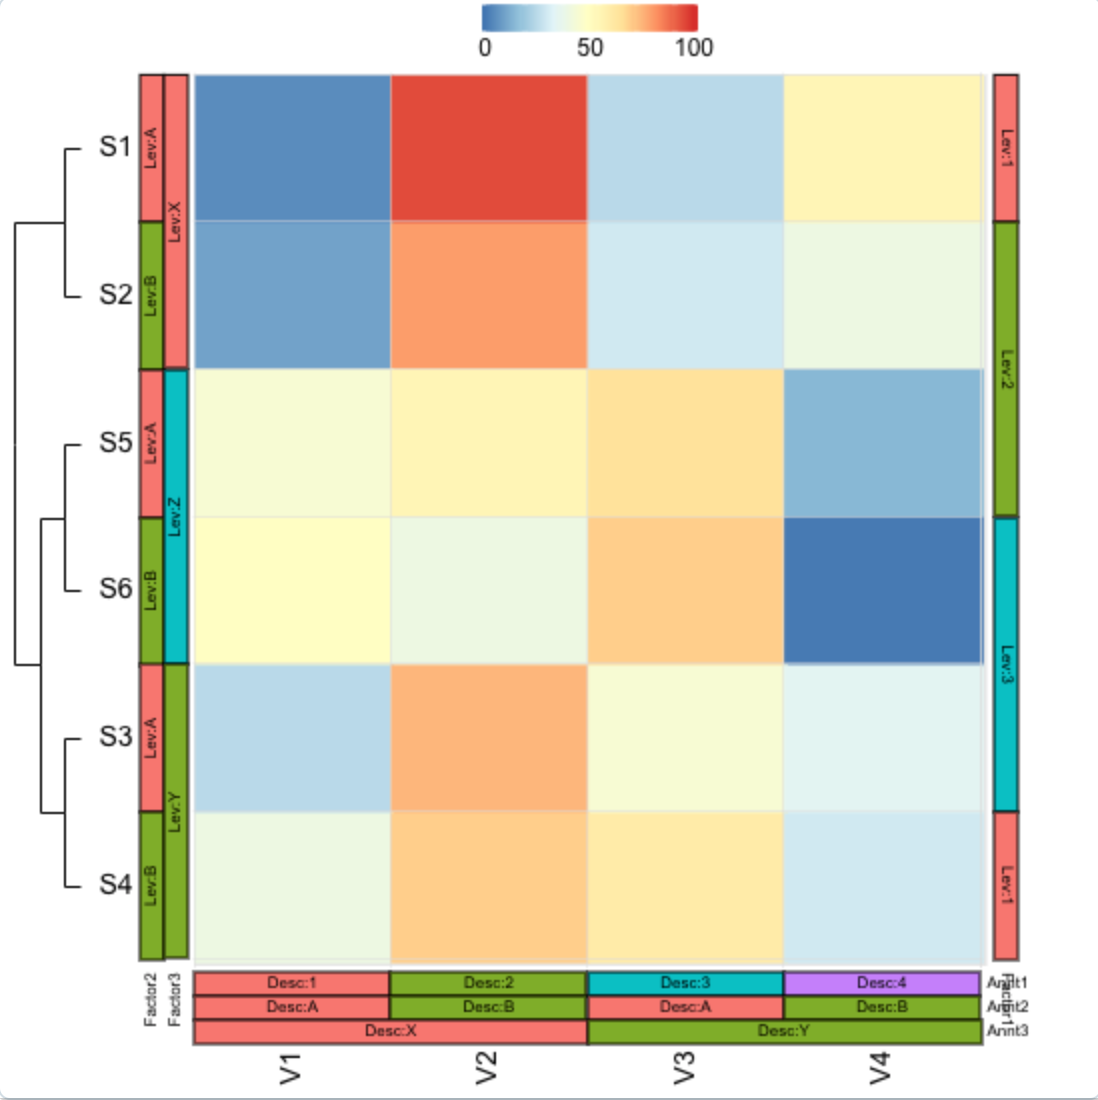 0 50 100
S1
S2
S5
S6
S3
S4
Lev:A
Lev:B
Lev:A
Lev:B
Lev:A
Lev:B
Lev:X
Lev:Z
Lev:Y
Lev:1
Lev:2
Lev:3
Lev:1
Factor2
Factor3
Desc:1 Desc:2 Desc:3 Desc:4 Annt1
Desc:A Desc:B Desc:A Desc:B Annt2
Desc:X Desc:Y Annt3
Factor1
V1 V2 V3 V4